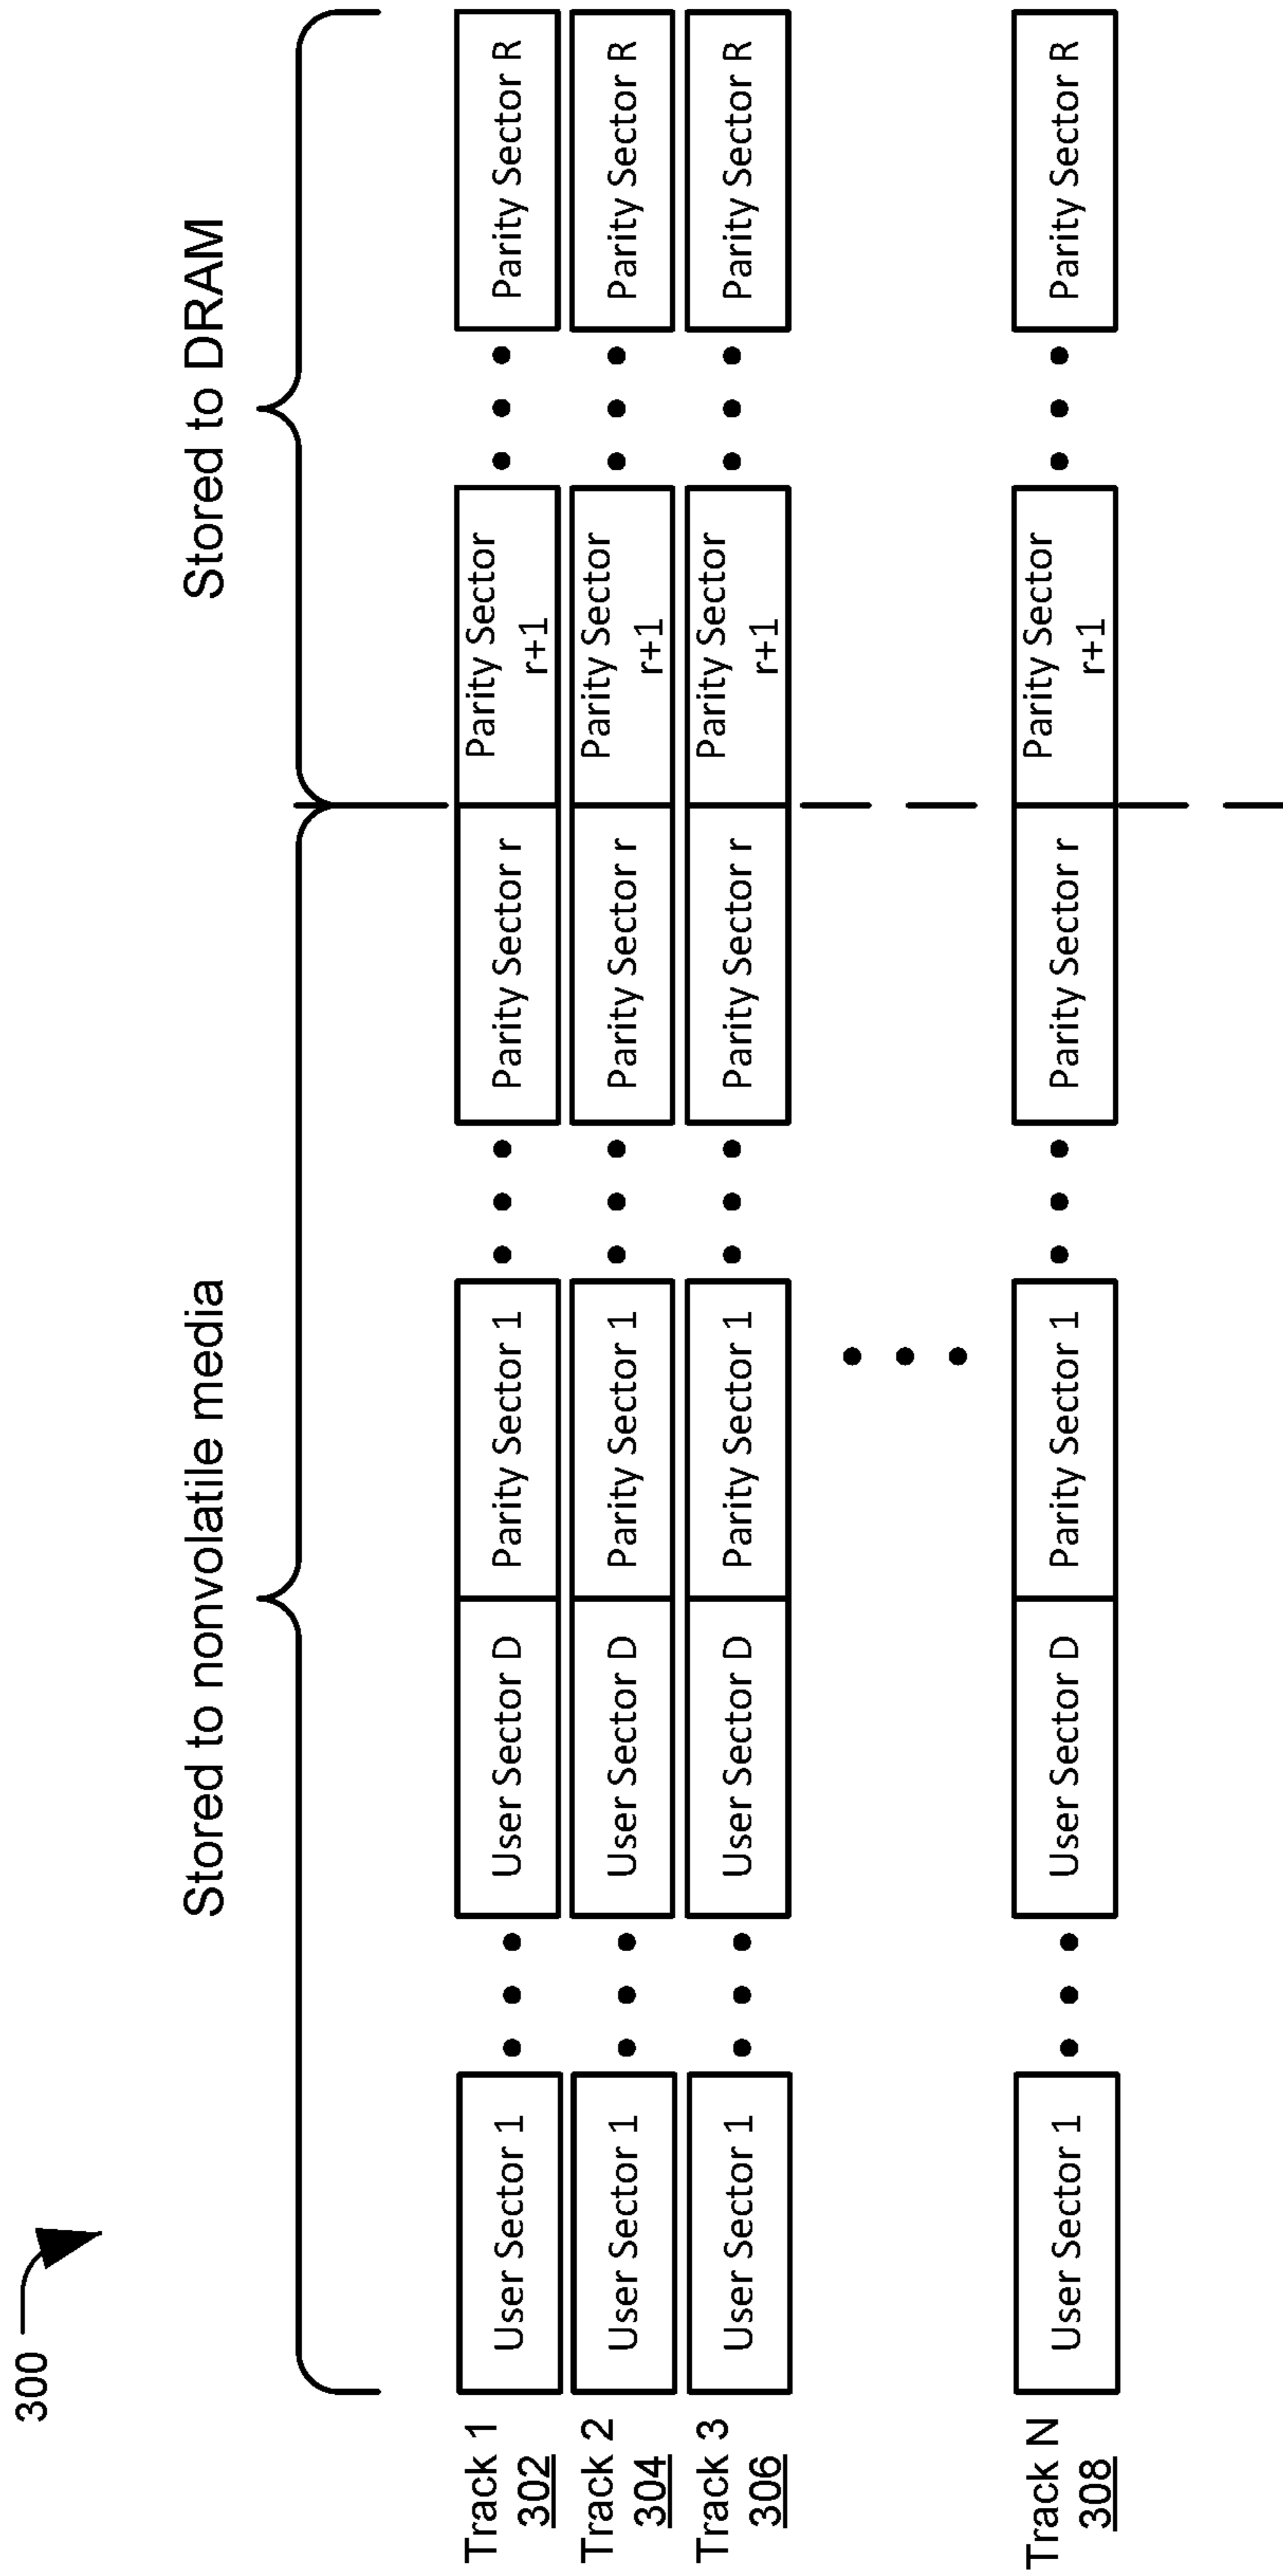 300
Stored to nonvolatile media
Stored to DRAM
Track 1
302
User Sector 1
User Sector D
Parity Sector 1
Parity Sector r
Parity Sector
r+1
Parity Sector R
Track 2
304
User Sector 1
User Sector D
Parity Sector 1
Parity Sector r
Parity Sector
r+1
Parity Sector R
Track 3
306
User Sector 1
User Sector D
Parity Sector 1
Parity Sector r
Parity Sector
r+1
Parity Sector R
Track N
308
User Sector 1
User Sector D
Parity Sector 1
Parity Sector r
Parity Sector
r+1
Parity Sector R